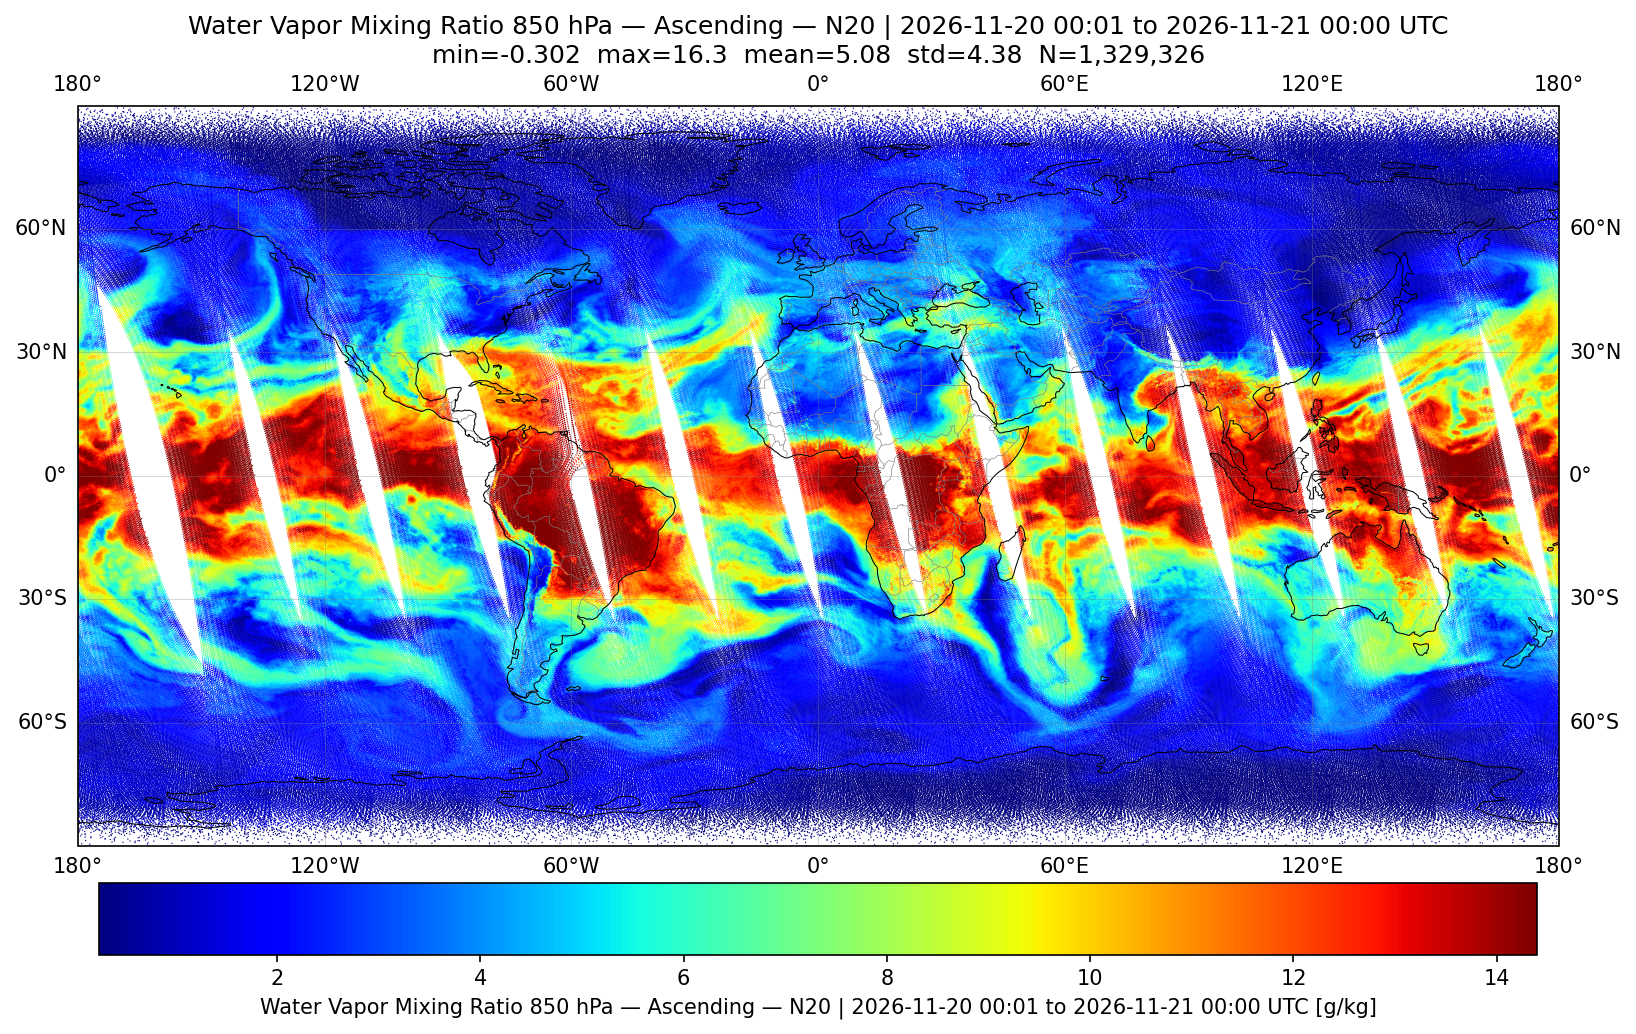 Water Vapor Mixing Ratio 850 hPa — Ascending — N20 | 2026-11-20 00:01 to 2026-11-21 00:00 UTC
min=-0.302 max=16.3 mean=5.08 std=4.38 N=1,329,326
180° 120°W 60°W 0° 60°E 120°E 180°
60°N 60°N
30°N 30°N
0° 0°
30°S 30°S
60°S 60°S
180° 120°W 60°W 0° 60°E 120°E 180°
2 4 6 8 10 12 14
Water Vapor Mixing Ratio 850 hPa — Ascending — N20 | 2026-11-20 00:01 to 2026-11-21 00:00 UTC [g/kg]